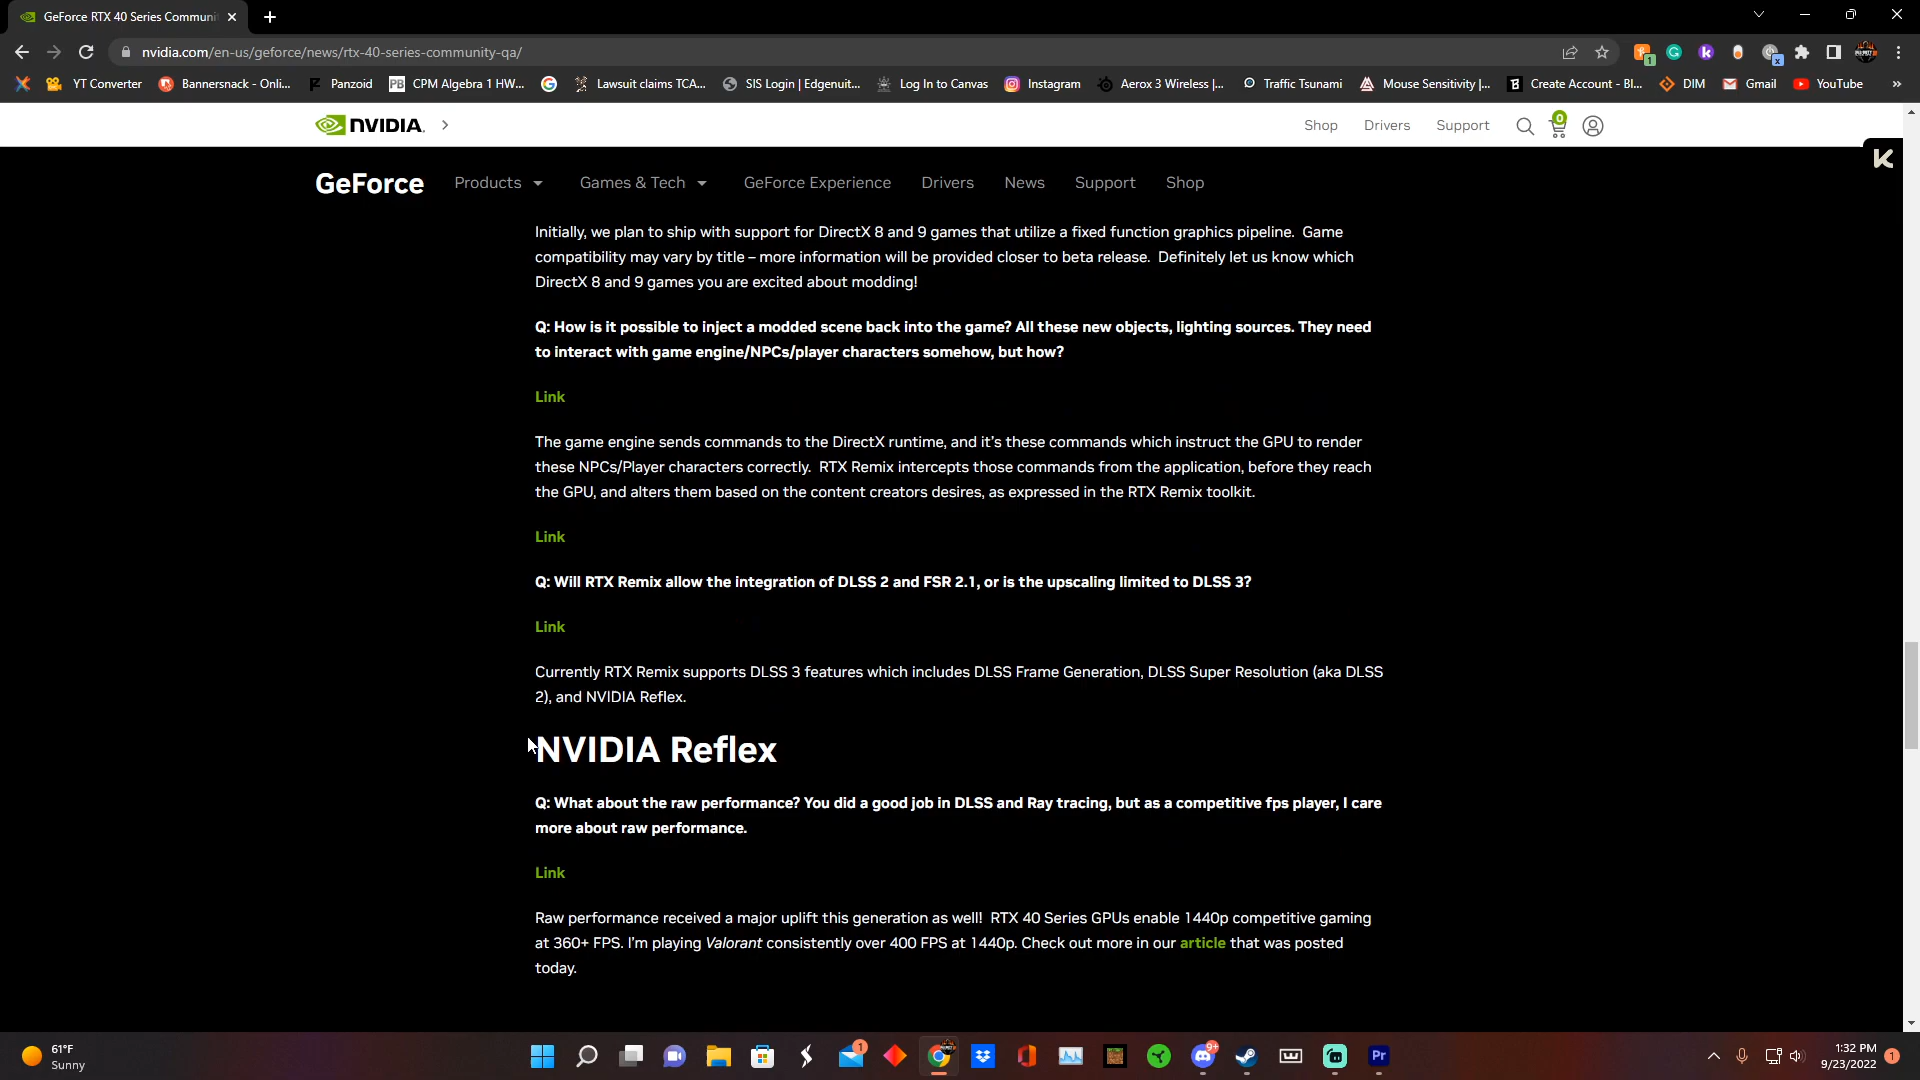 GeForce RTX 40 Series Communi
nvidia.com/en-us/geforce/news/rtx-40-series-community-qa/
1
YT Converter
Bannersnack - Onli...
Panzoid
PB CPM Algebra 1 HW...
Lawsuit claims TCA...
SIS Login | Edgenuit...
Log In to Canvas
Instagram
Aerox 3 Wireless |...
Traffic Tsunami
Mouse Sensitivity |...
Create Account - Bl...
DIM
Gmail
YouTube
»
NVIDIA.
Shop
Drivers
Support
0
GeForce
Products
Games & Tech
GeForce Experience
Drivers
News
Support
Shop
Initially, we plan to ship with support for DirectX 8 and 9 games that utilize a fixed function graphics pipeline. Game
compatibility may vary by title – more information will be provided closer to beta release. Definitely let us know which
DirectX 8 and 9 games you are excited about modding!
Q: How is it possible to inject a modded scene back into the game? All these new objects, lighting sources. They need
to interact with game engine/NPCs/player characters somehow, but how?
Link
The game engine sends commands to the DirectX runtime, and it’s these commands which instruct the GPU to render
these NPCs/Player characters correctly. RTX Remix intercepts those commands from the application, before they reach
the GPU, and alters them based on the content creators desires, as expressed in the RTX Remix toolkit.
Link
Q: Will RTX Remix allow the integration of DLSS 2 and FSR 2.1, or is the upscaling limited to DLSS 3?
Link
Currently RTX Remix supports DLSS 3 features which includes DLSS Frame Generation, DLSS Super Resolution (aka DLSS
2), and NVIDIA Reflex.
NVIDIA Reflex
Q: What about the raw performance? You did a good job in DLSS and Ray tracing, but as a competitive fps player, I care
more about raw performance.
Link
Raw performance received a major uplift this generation as well! RTX 40 Series GPUs enable 1440p competitive gaming
at 360+ FPS. I’m playing Valorant consistently over 400 FPS at 1440p. Check out more in our article that was posted
today.
61°F
Sunny
1
9+
Pr
1:32 PM
9/23/2022
1